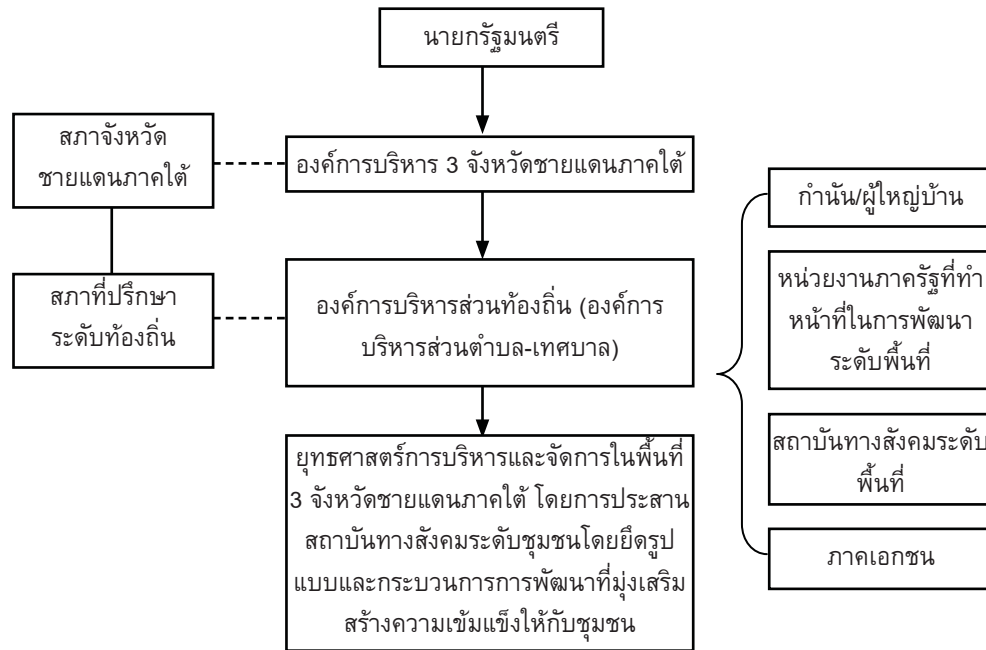 นายกรัฐมนตรี
สภาจังหวัด
ชายแดนภาคใต้
องค์การบริหาร 3 จังหวัดชายแดนภาคใต้
สภาที่ปรึกษา
ระดับท้องถิ่น
องค์การบริหารส่วนท้องถิ่น (องค์การ
บริหารส่วนตำบล-เทศบาล)
ยุทธศาสตร์การบริหารและจัดการในพื้นที่
3 จังหวัดชายแดนภาคใต้ โดยการประสาน
สถาบันทางสังคมระดับชุมชนโดยยึดรูป
แบบและกระบวนการการพัฒนาที่มุ่งเสริม
สร้างความเข้มแข็งให้กับชุมชน
กำนัน/ผู้ใหญ่บ้าน
หน่วยงานภาครัฐที่ทำ
หน้าที่ในการพัฒนา
ระดับพื้นที่
สถาบันทางสังคมระดับ
พื้นที่
ภาคเอกชน